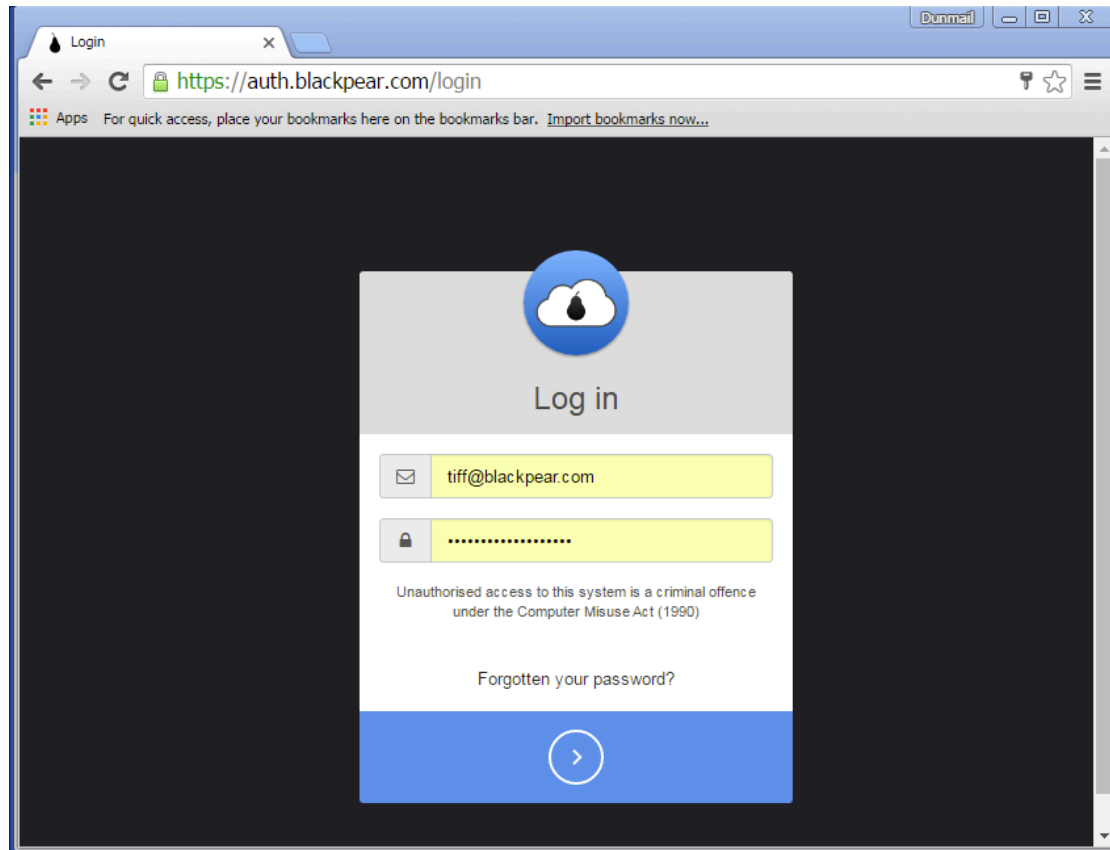 Dunmail
Login
https://auth.blackpear.com/login
Apps For quick access, place your bookmarks here on the bookmarks bar. Import bookmarks now...
Log in
tiff@blackpear.com
•••••••••••••••••••
Unauthorised access to this system is a criminal offence
under the Computer Misuse Act (1990)
Forgotten your password?